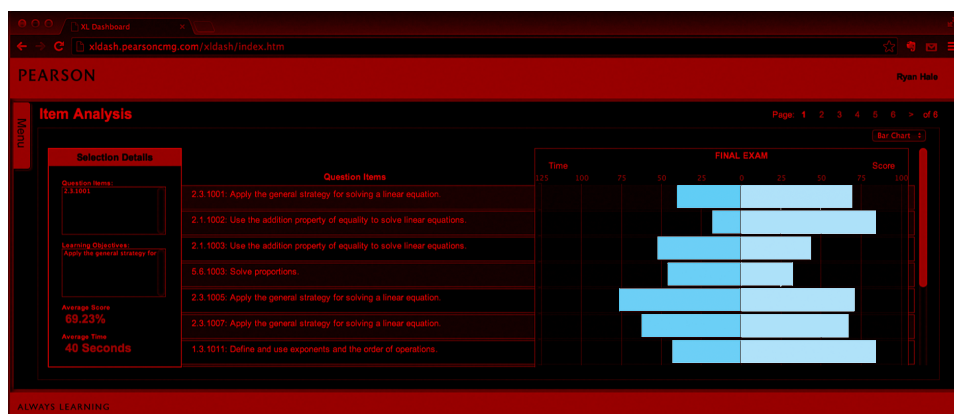 XL Dashboard
xldash.pearsoncmg.com/xldash/index.htm
PEARSON
Ryan Hale
Menu
Item Analysis
Page: 1 2 3 4 5 6 > of 6
Bar Chart
Selection Details
Question Items:
2.3.1001
Learning Objectives:
Apply the general strategy for
Average Score
69.23%
Average Time
40 Seconds
Question Items
FINAL EXAM
Time Score
125 100 75 50 25 0 25 50 75 100
2.3.1001: Apply the general strategy for solving a linear equation.
2.1.1002: Use the addition property of equality to solve linear equations.
2.1.1003: Use the addition property of equality to solve linear equations.
5.6.1003: Solve proportions.
2.3.1005: Apply the general strategy for solving a linear equation.
2.3.1007: Apply the general strategy for solving a linear equation.
1.3.1011: Define and use exponents and the order of operations.
ALWAYS LEARNING